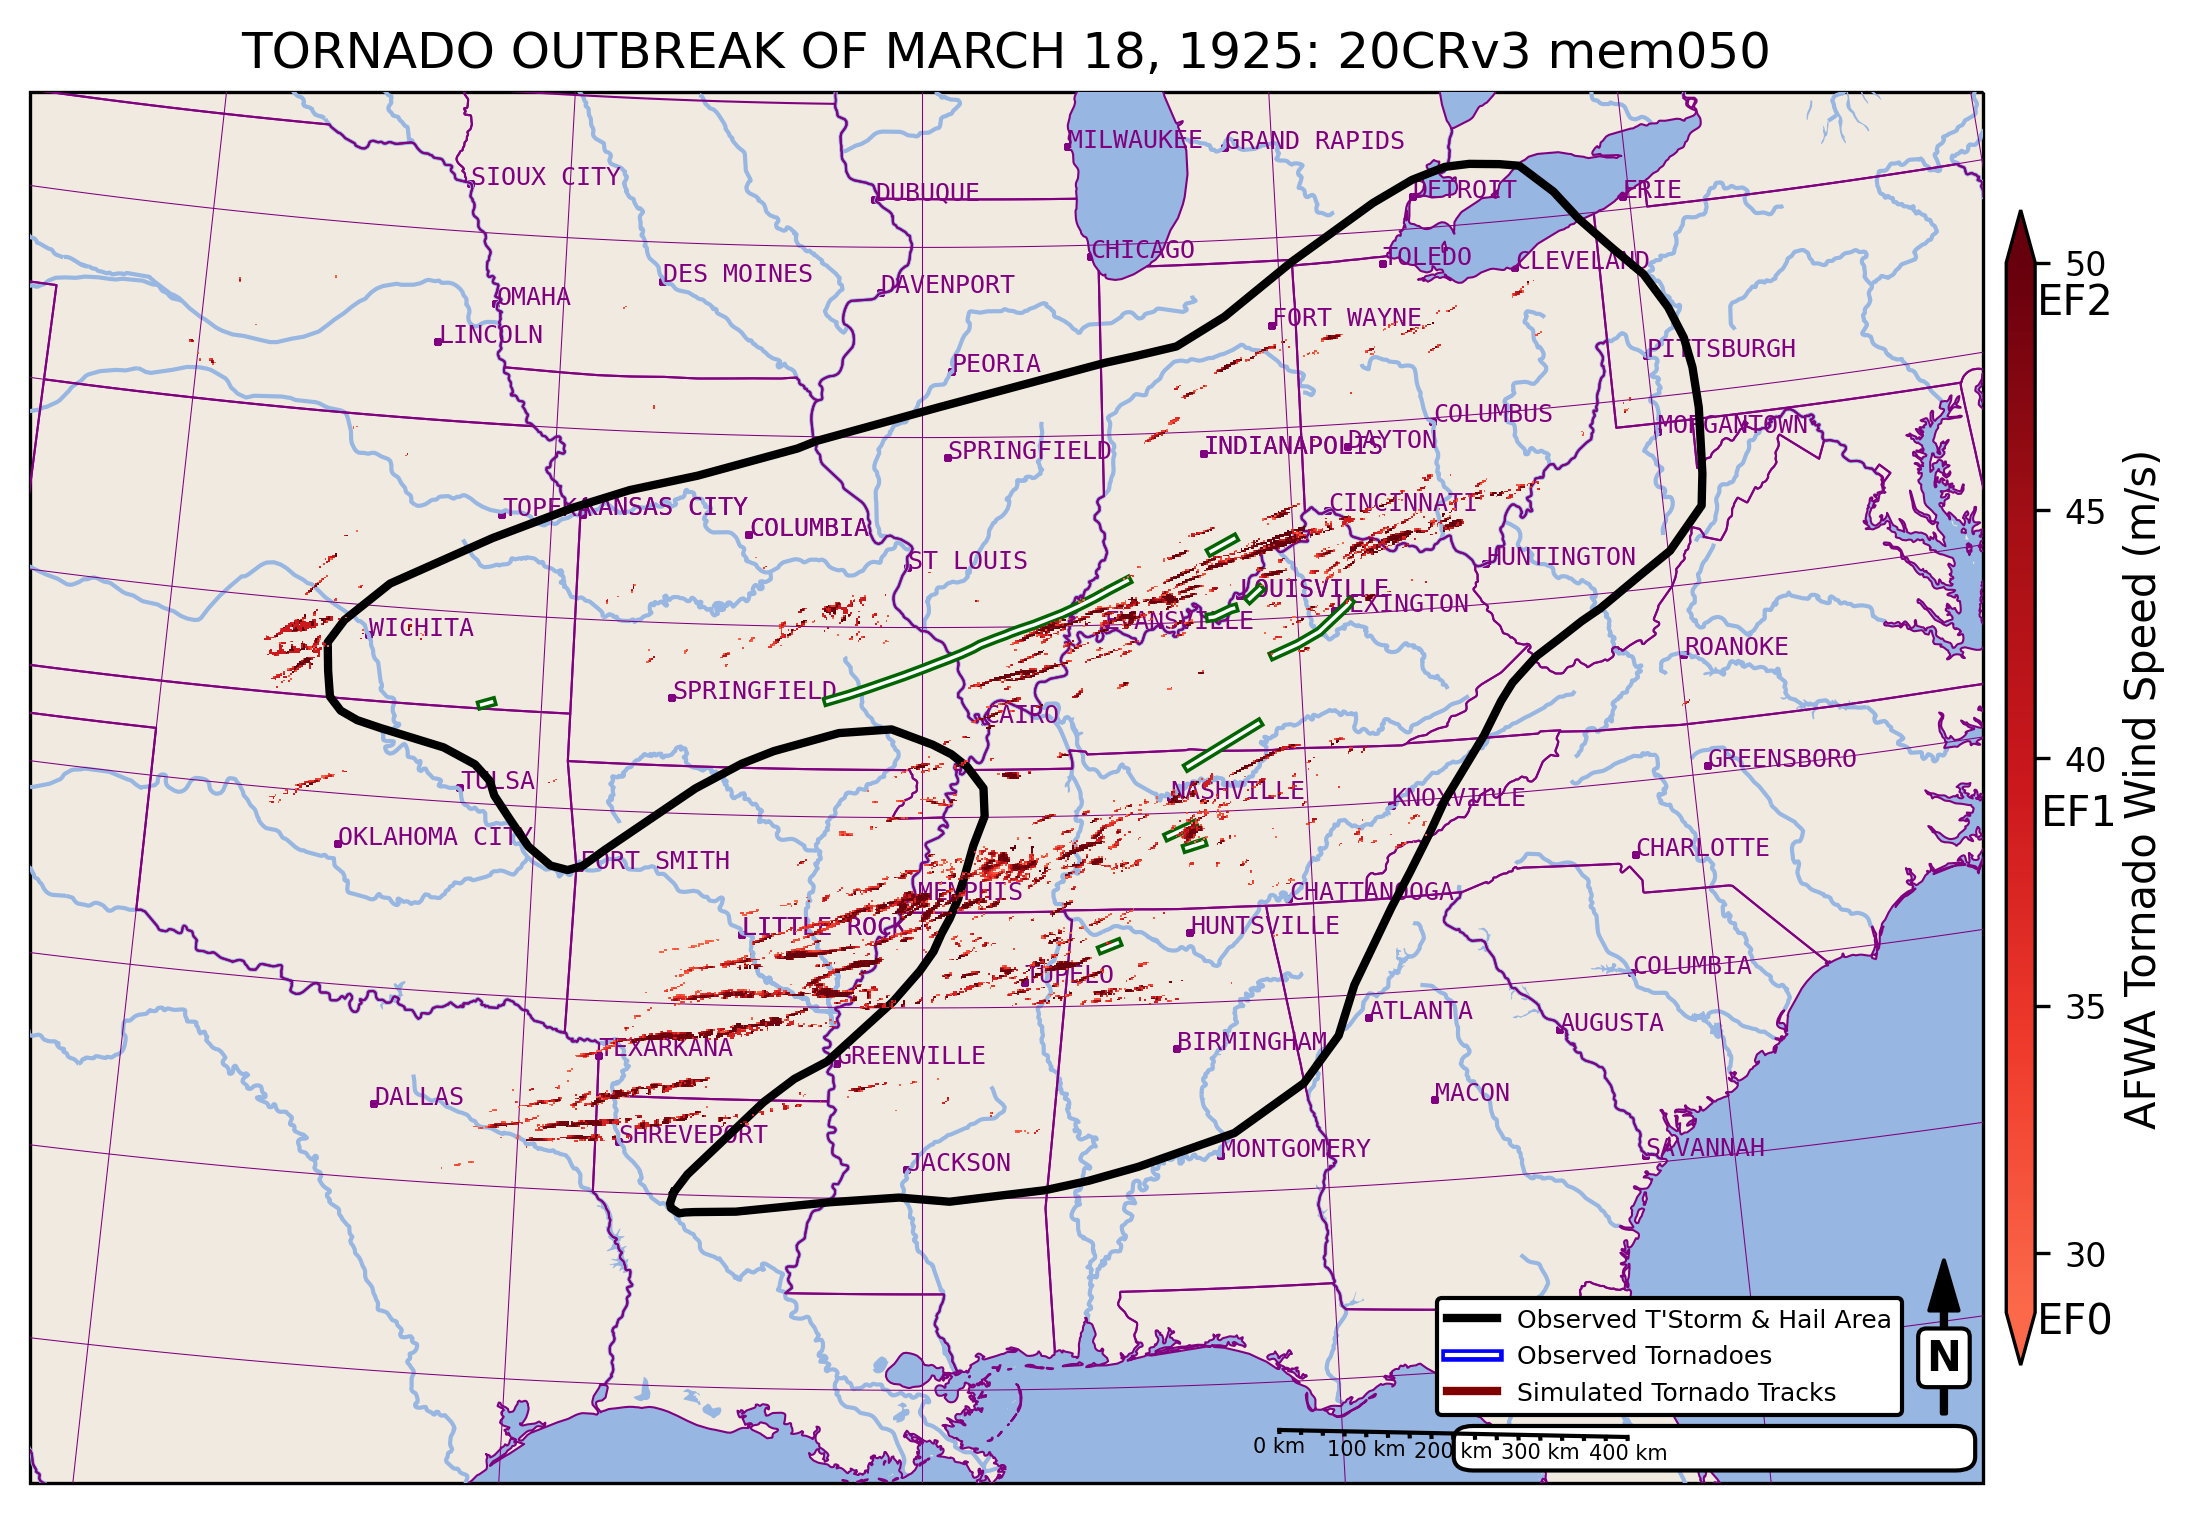 TORNADO OUTBREAK OF MARCH 18, 1925: 20CRv3 mem050
MILWAUKEE
GRAND RAPIDS
SIOUX CITY
DUBUQUE
DETROIT
ERIE
CHICAGO
TOLEDO
CLEVELAND
DES MOINES
DAVENPORT
OMAHA
LINCOLN
FORT WAYNE
PEORIA
PITTSBURGH
COLUMBUS
MORGANTOWN
SPRINGFIELD
INDIANAPOLIS
DAYTON
TOPEKA
KANSAS CITY
COLUMBIA
CINCINNATI
ST LOUIS
HUNTINGTON
LOUISVILLE
LEXINGTON
EVANSVILLE
WICHITA
ROANOKE
SPRINGFIELD
CAIRO
GREENSBORO
TULSA
NASHVILLE
KNOXVILLE
OKLAHOMA CITY
FORT SMITH
CHARLOTTE
MEMPHIS
CHATTANOOGA
LITTLE ROCK
HUNTSVILLE
TUPELO
COLUMBIA
ATLANTA
AUGUSTA
TEXARKANA
GREENVILLE
BIRMINGHAM
DALLAS
MACON
SHREVEPORT
JACKSON
MONTGOMERY
SAVANNAH
50
EF2
45
40
EF1
35
30
EF0
AFWA Tornado Wind Speed (m/s)
Observed T'Storm & Hail Area
Observed Tornadoes
Simulated Tornado Tracks
N
0 km 100 km 200 km 300 km 400 km